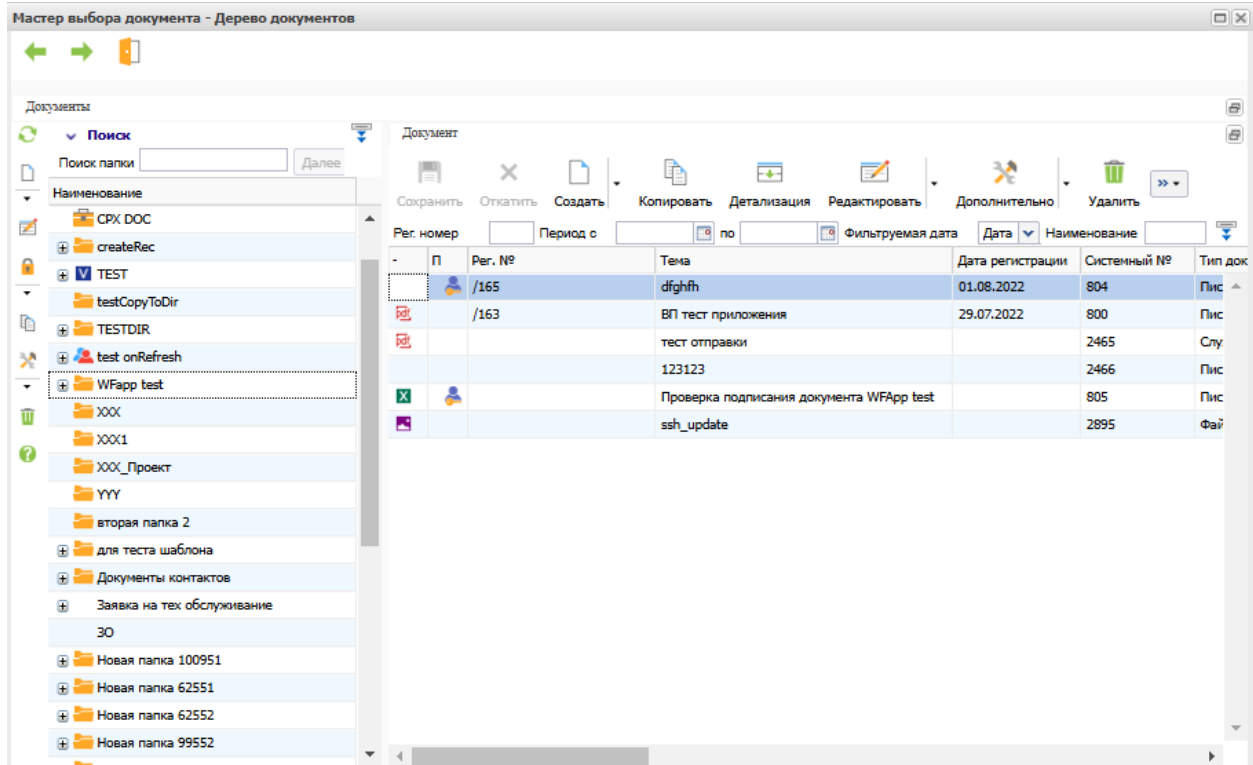 Мастер выбора документа - Дерево документов
Документы
Поиск
Поиск папки
Далее
Наименование
CPX DOC
createRec
TEST
testCopyToDir
TESTDIR
test onRefresh
WFapp test
XXX
XXX1
XXX_Проект
YYY
вторая папка 2
для теста шаблона
Документы контактов
Заявка на тех обслуживание
ЗО
Новая папка 100951
Новая папка 62551
Новая папка 62552
Новая папка 99552
Документ
Сохранить Откатить Создать Копировать Детализация Редактировать Дополнительно Удалить
Рег. номер Период с по Фильтруемая дата Дата Наименование
- П Рег. № Тема Дата регистрации Системный № Тип док
/165 dfghfh 01.08.2022 804 Пис
pdf /163 ВП тест приложения 29.07.2022 800 Пис
pdf тест отправки 2465 Слу
123123 2466 Пис
X Проверка подписания документа WFApp test 805 Пис
ssh_update 2895 Фай